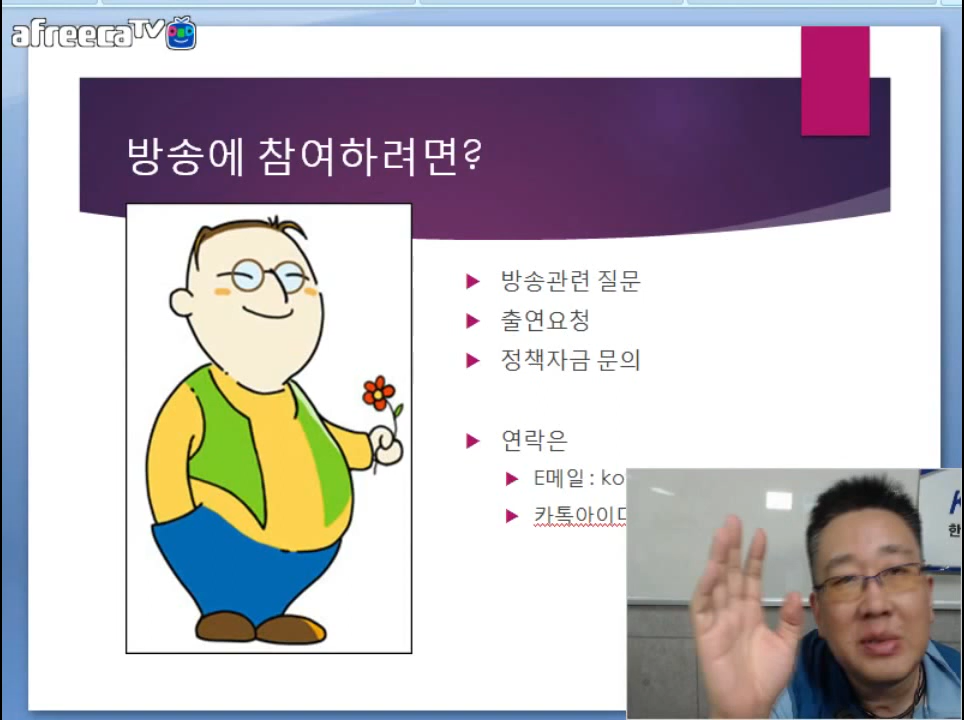 afreecaTV
방송에 참여하려면?
방송관련 질문
출연요청
정책자금 문의
연락은
E메일 : ko
카톡아이디
K
한